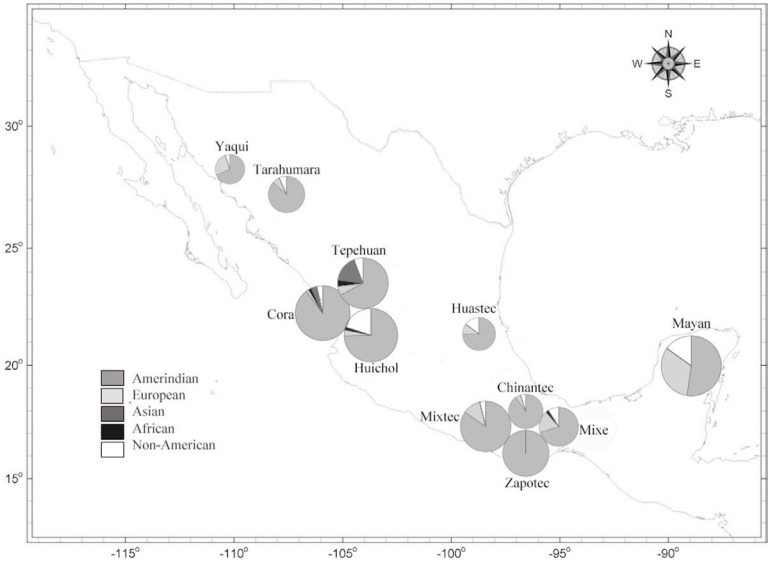 N
W E
S
30°
25°
20°
15°
Yaqui
Tarahumara
Tepehuan
Cora
Huichol
Huastec
Mayan
Chinantec
Mixtec
Mixe
Zapotec
Amerindian
European
Asian
African
Non-American
-115° -110° -105° -100° -95° -90°